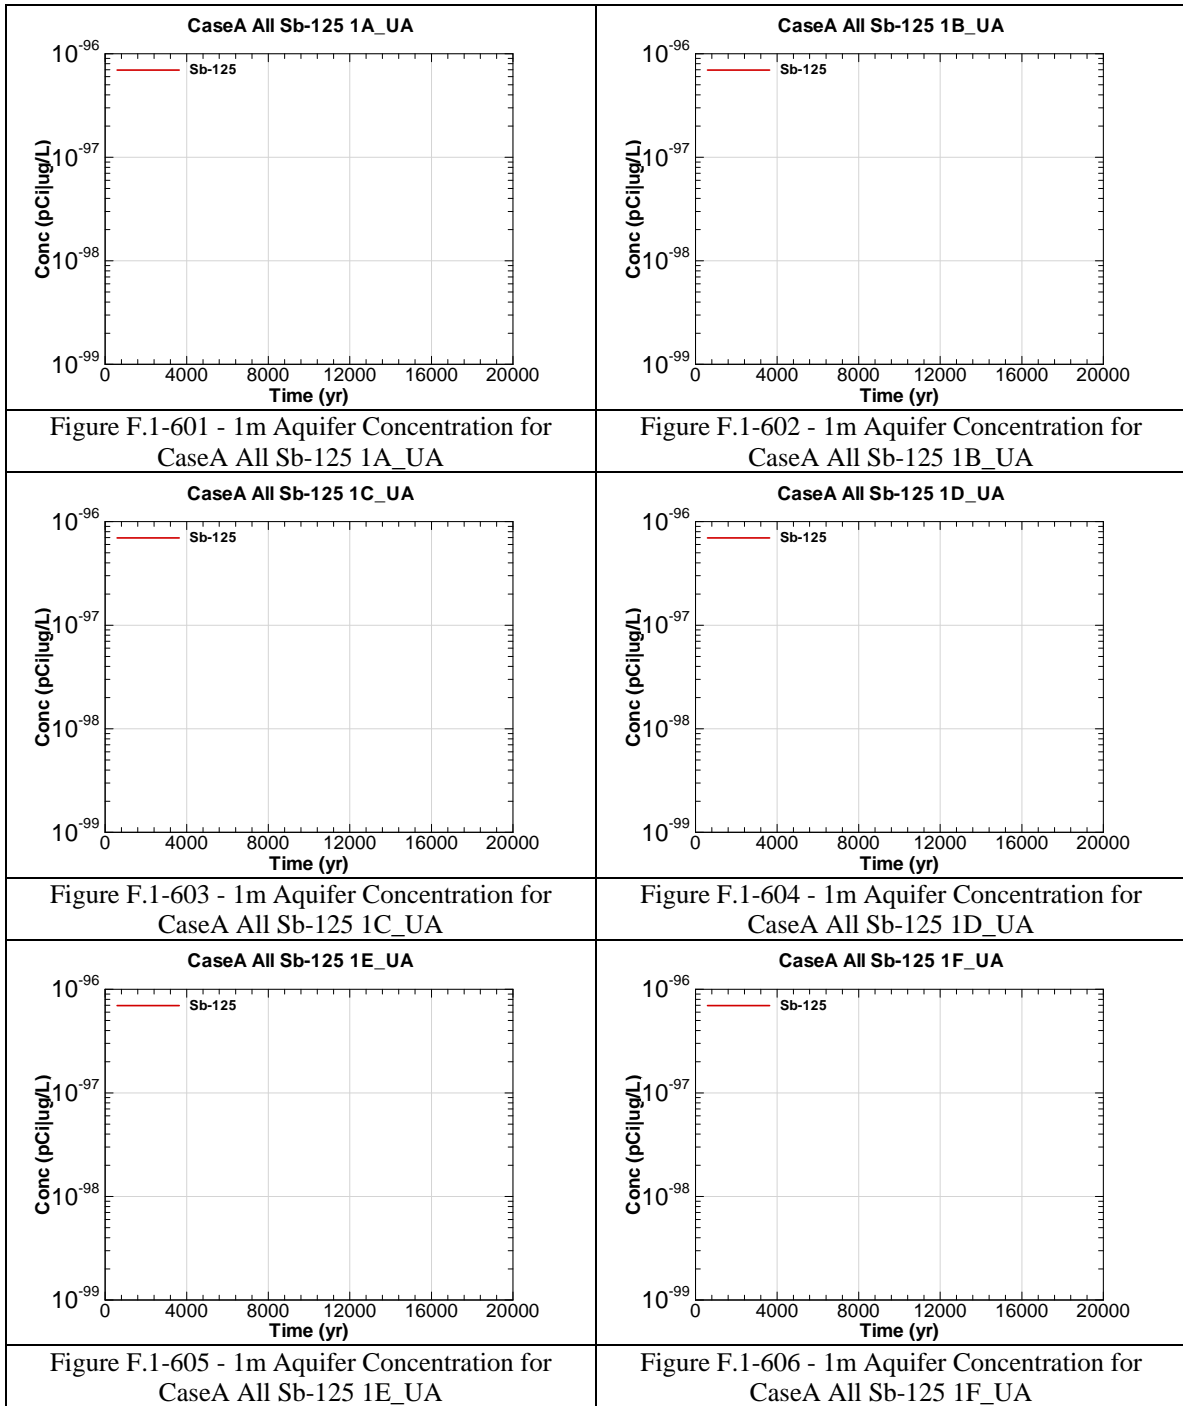 CaseA All Sb-125 1A_UA
Sb-125
10-96
10-97
10-98
10-99
Conc (pCi|ug/L)
0 4000 8000 12000 16000 20000
Time (yr)
Figure F.1-601 - 1m Aquifer Concentration for
CaseA All Sb-125 1A_UA
CaseA All Sb-125 1B_UA
Sb-125
10-96
10-97
10-98
10-99
Conc (pCi|ug/L)
0 4000 8000 12000 16000 20000
Time (yr)
Figure F.1-602 - 1m Aquifer Concentration for
CaseA All Sb-125 1B_UA
CaseA All Sb-125 1C_UA
Sb-125
10-96
10-97
10-98
10-99
Conc (pCi|ug/L)
0 4000 8000 12000 16000 20000
Time (yr)
Figure F.1-603 - 1m Aquifer Concentration for
CaseA All Sb-125 1C_UA
CaseA All Sb-125 1D_UA
Sb-125
10-96
10-97
10-98
10-99
Conc (pCi|ug/L)
0 4000 8000 12000 16000 20000
Time (yr)
Figure F.1-604 - 1m Aquifer Concentration for
CaseA All Sb-125 1D_UA
CaseA All Sb-125 1E_UA
Sb-125
10-96
10-97
10-98
10-99
Conc (pCi|ug/L)
0 4000 8000 12000 16000 20000
Time (yr)
Figure F.1-605 - 1m Aquifer Concentration for
CaseA All Sb-125 1E_UA
CaseA All Sb-125 1F_UA
Sb-125
10-96
10-97
10-98
10-99
Conc (pCi|ug/L)
0 4000 8000 12000 16000 20000
Time (yr)
Figure F.1-606 - 1m Aquifer Concentration for
CaseA All Sb-125 1F_UA